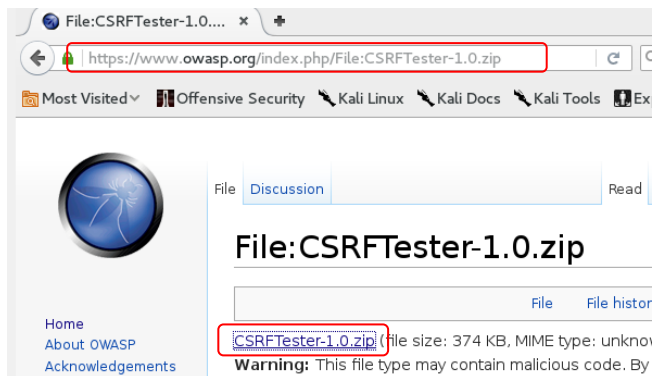 File:CSRFTester-1.0....
https://www.owasp.org/index.php/File:CSRFTester-1.0.zip
Most Visited Offensive Security Kali Linux Kali Docs Kali Tools Ex
File Discussion Read
File:CSRFTester-1.0.zip
File File histor
Home
CSRFTester-1.0.zip (file size: 374 KB, MIME type: unknow
About OWASP
Warning: This file type may contain malicious code. By
Acknowledgements